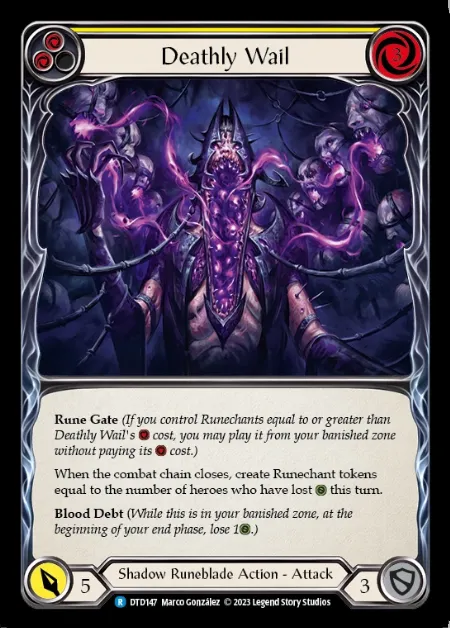 Deathly Wail
3
Rune Gate (If you control Runechants equal to or greater than
Deathly Wail's cost, you may play it from your banished zone
without paying its cost.)
When the combat chain closes, create Runechant tokens
equal to the number of heroes who have lost this turn.
Blood Debt (While this is in your banished zone, at the
beginning of your end phase, lose 1.)
5
Shadow Runeblade Action - Attack
3
R DTD147 Marco González © 2023 Legend Story Studios